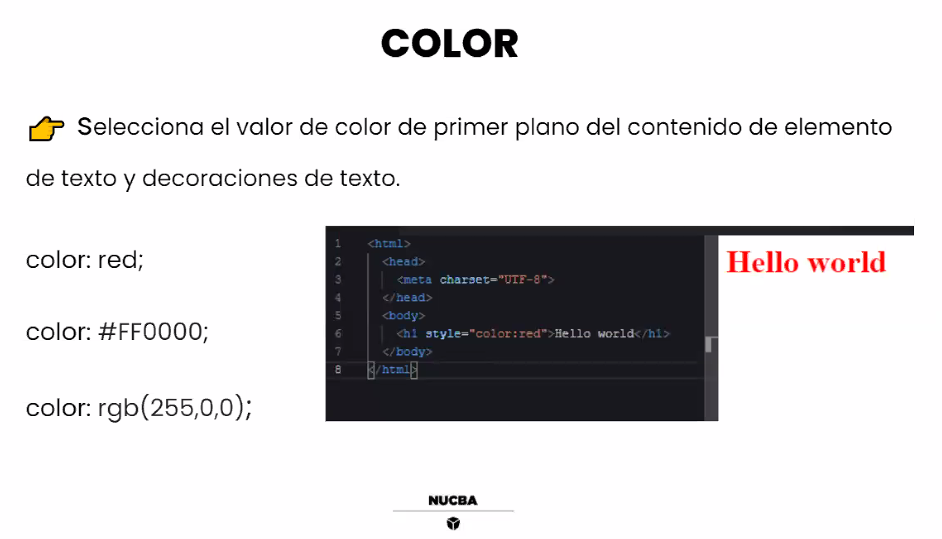 COLOR
Selecciona el valor de color de primer plano del contenido de elemento
de texto y decoraciones de texto.
color: red;
color: #FF0000;
color: rgb(255,0,0);
1 <html>
2 <head>
3 <meta charset="UTF-8">
4 </head>
5 <body>
6 <h1 style="color:red">Hello world</h1>
7 </body>
8 </html>
Hello world
NUCBA